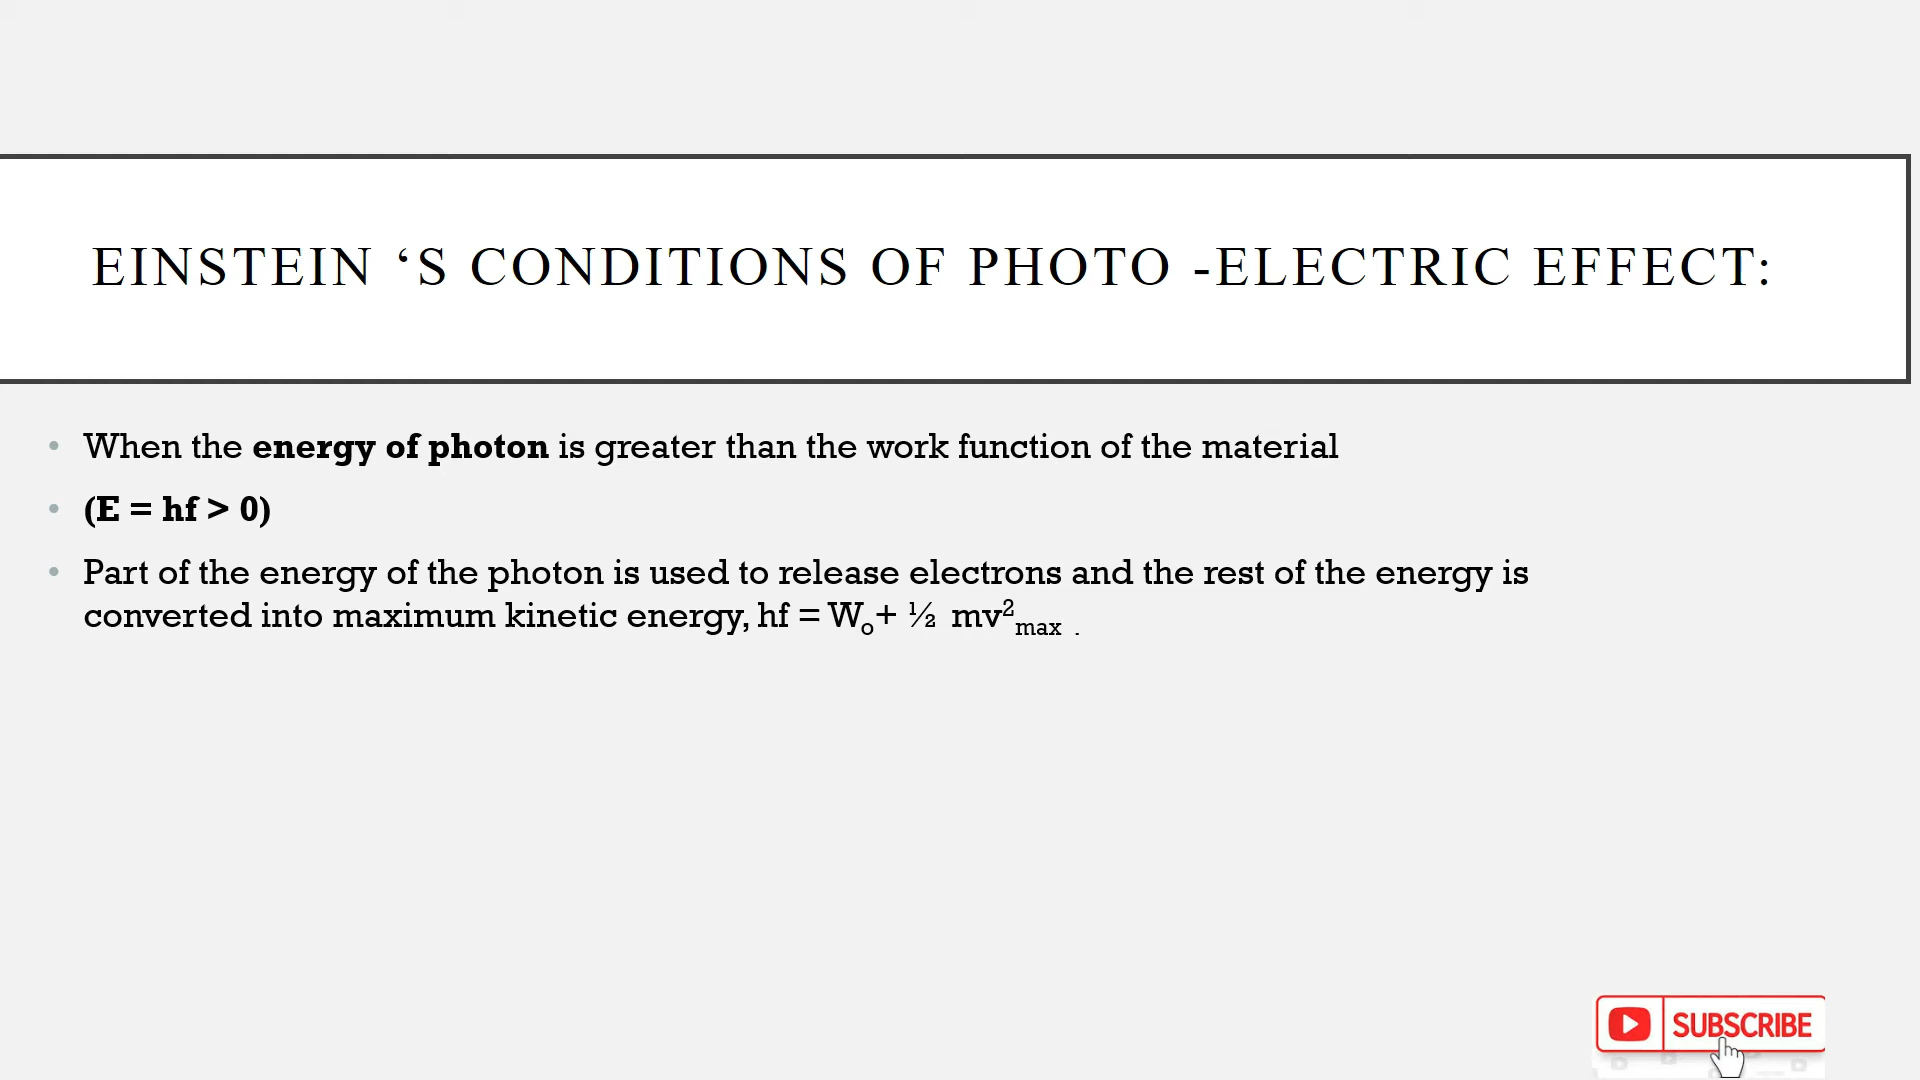 EINSTEIN ‘S CONDITIONS OF PHOTO -ELECTRIC EFFECT:
• When the energy of photon is greater than the work function of the material
• (E = hf > 0)
• Part of the energy of the photon is used to release electrons and the rest of the energy is
converted into maximum kinetic energy, hf = Wₒ+ ½ mv²max .
SUBSCRIBE